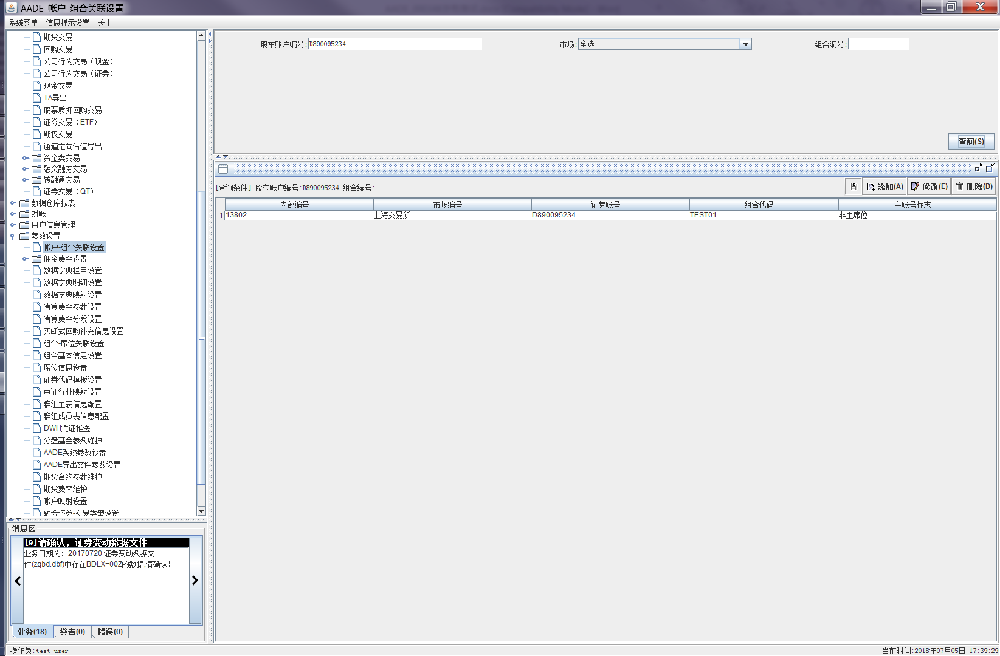 AADE 帐户-组合关联设置
系统菜单 信息提示设置 关于
期货交易
回购交易
公司行为交易（现金）
公司行为交易（证券）
现金交易
TA导出
股票质押回购交易
证券交易（ETF）
期权交易
通道定向估值导出
资金类交易
融资融券交易
转融通交易
证券交易（QT）
数据仓库报表
对账
用户信息管理
参数设置
帐户-组合关联设置
佣金费率设置
数据字典栏目设置
数据字典明细设置
数据字典映射设置
清算费率参数设置
清算费率分段设置
买断式回购补充信息设置
组合-席位关联设置
组合基本信息设置
席位信息设置
证券代码模板设置
中证行业映射设置
群组主表信息配置
群组成员表信息配置
DWH凭证推送
分盘基金参数维护
AADE系统参数设置
AADE导出文件参数设置
期货合约参数维护
期货费率维护
账户映射设置
融券还券-交易类型设置
消息区
[9]请确认，证券变动数据文件
业务日期为：20170720 证券变动数据文
件(zqbd.dbf)中存在BDLX=00Z的数据,请确认!
业务(18) 警告(0) 错误(0)
股东账户编号: D890095234 市场: 全选 组合编号:
查询(S)
[查询条件] 股东账户编号:D890095234 组合编号:
添加(A) 修改(E) 删除(D)
内部编号 市场编号 证券账号 组合代码 主账号标志
1 13802 上海交易所 D890095234 TEST01 非主席位
操作员:test user
当前时间:2018年07月05日 17:39:29